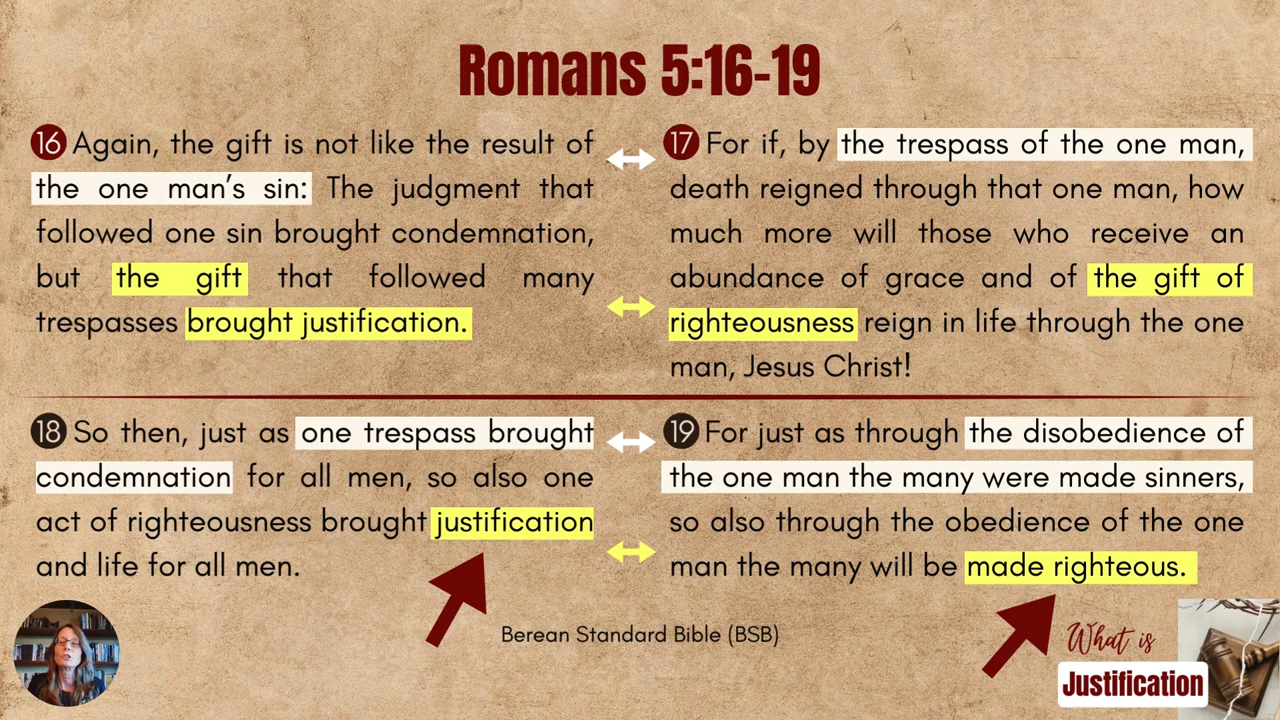 Romans 5:16-19
16 Again, the gift is not like the result of
the one man's sin: The judgment that
followed one sin brought condemnation,
but the gift that followed many
trespasses brought justification.
17 For if, by the trespass of the one man,
death reigned through that one man, how
much more will those who receive an
abundance of grace and of the gift of
righteousness reign in life through the one
man, Jesus Christ!
18 So then, just as one trespass brought
condemnation for all men, so also one
act of righteousness brought justification
and life for all men.
19 For just as through the disobedience of
the one man the many were made sinners,
so also through the obedience of the one
man the many will be made righteous.
Berean Standard Bible (BSB)
What is
Justification